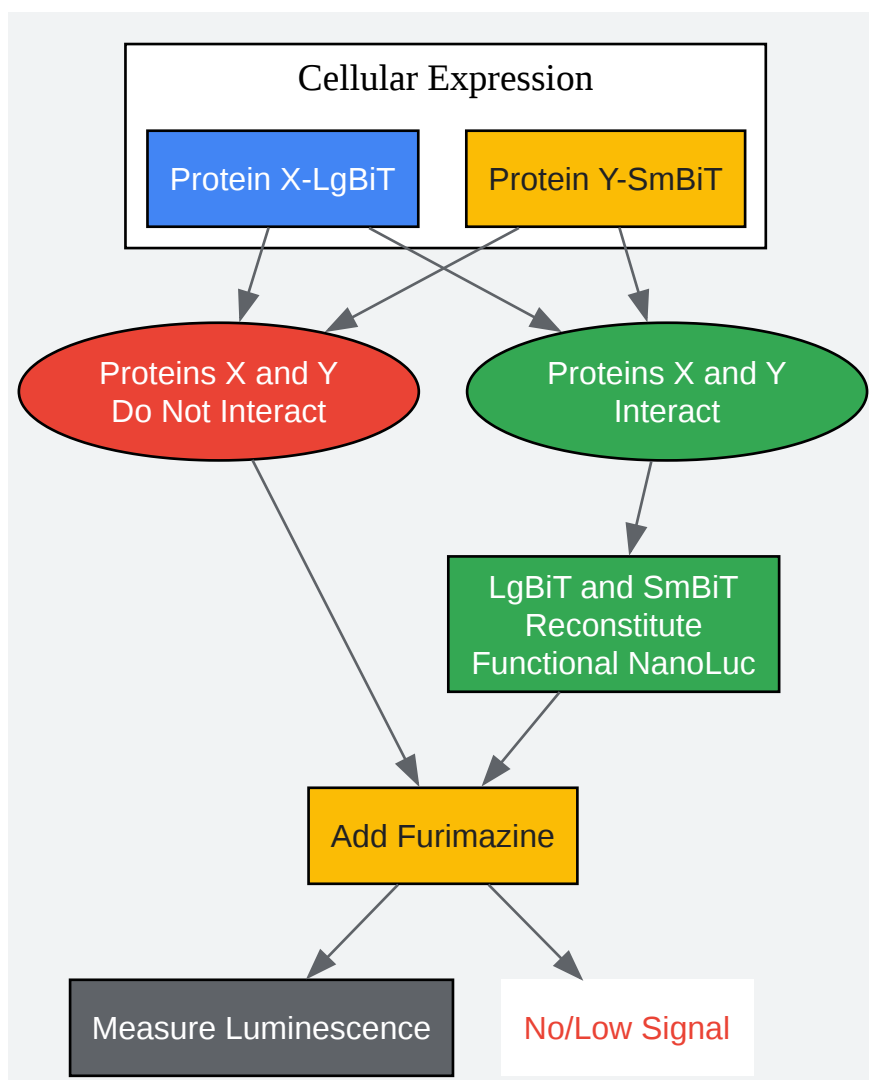 Cellular Expression
Protein X-LgBiT
Protein Y-SmBiT
Proteins X and Y
Do Not Interact
Proteins X and Y
Interact
LgBiT and SmBiT
Reconstitute
Functional NanoLuc
Add Furimazine
Measure Luminescence
No/Low Signal